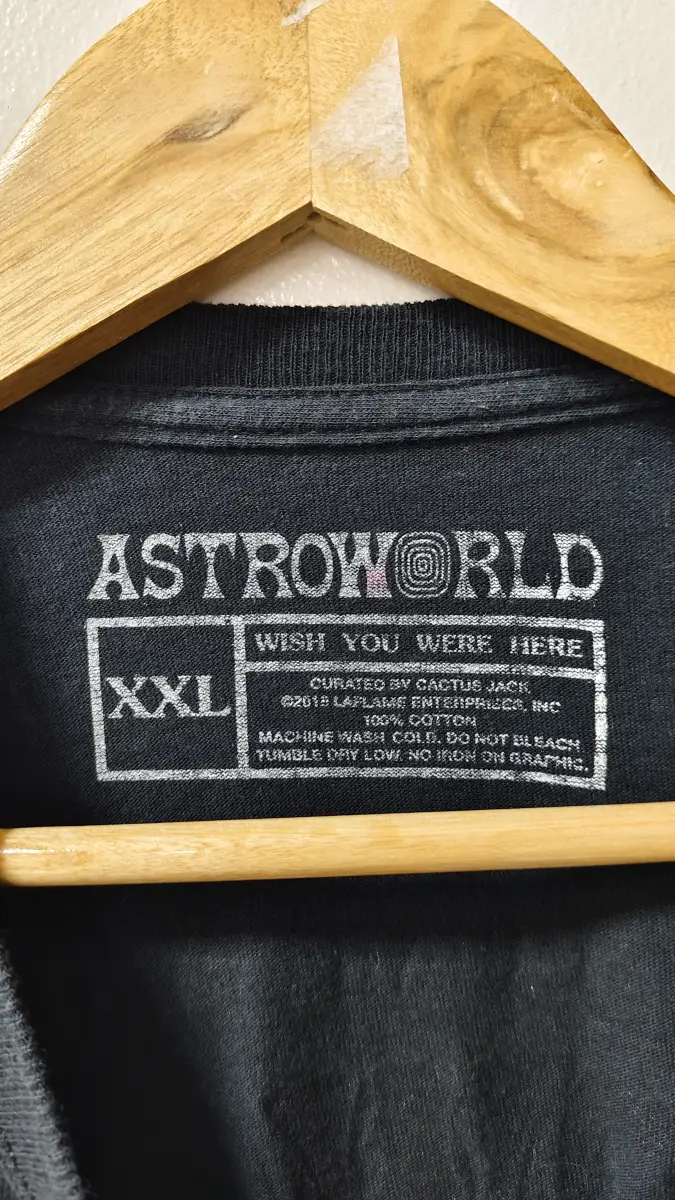 ASTROWORLD
WISH YOU WERE HERE
XXL
CURATED BY CACTUS JACK.
©2018 LAFLAME ENTERPRISES, INC
100% COTTON
MACHINE WASH COLD. DO NOT BLEACH
TUMBLE DRY LOW. NO IRON ON GRAPHIC.